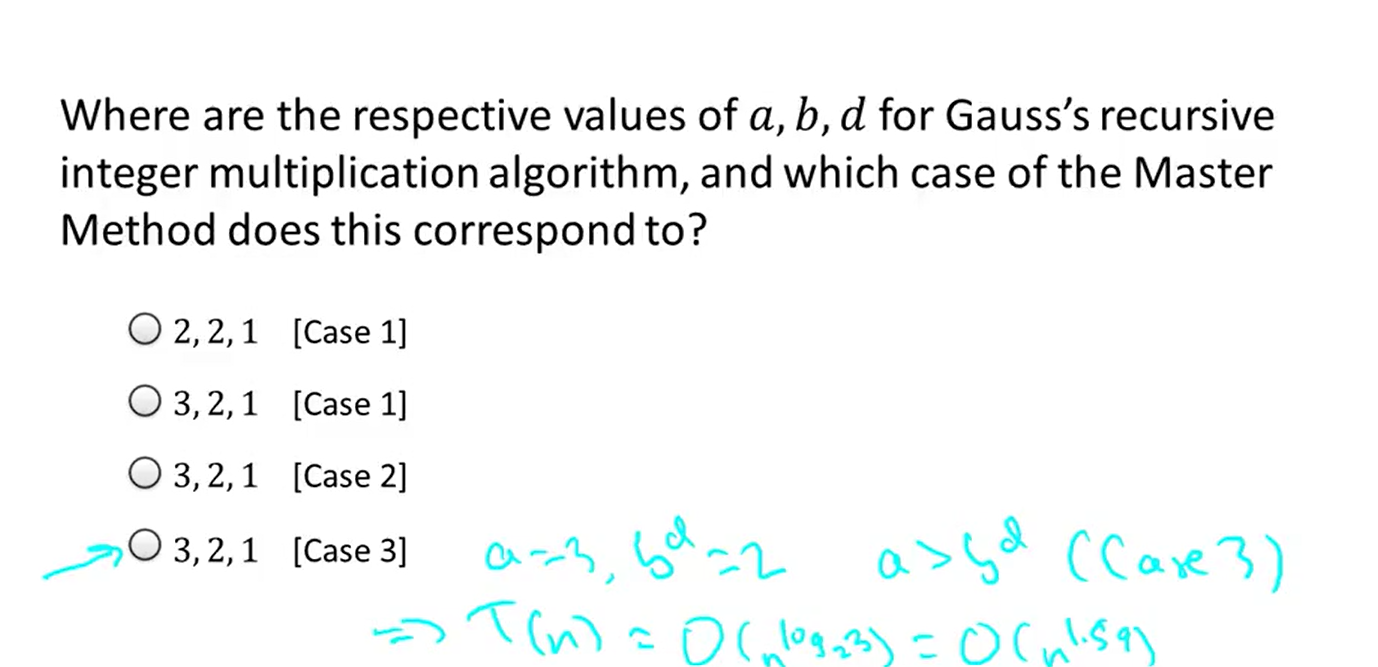 Where are the respective values of a, b, d for Gauss's recursive
integer multiplication algorithm, and which case of the Master
Method does this correspond to?
2, 2, 1 [Case 1]
3, 2, 1 [Case 1]
3, 2, 1 [Case 2]
3, 2, 1 [Case 3] a=3, b^d=2 a>b^d (Case 3)
=> T(n) = O(n^log_2 3) = O(n^1.59)